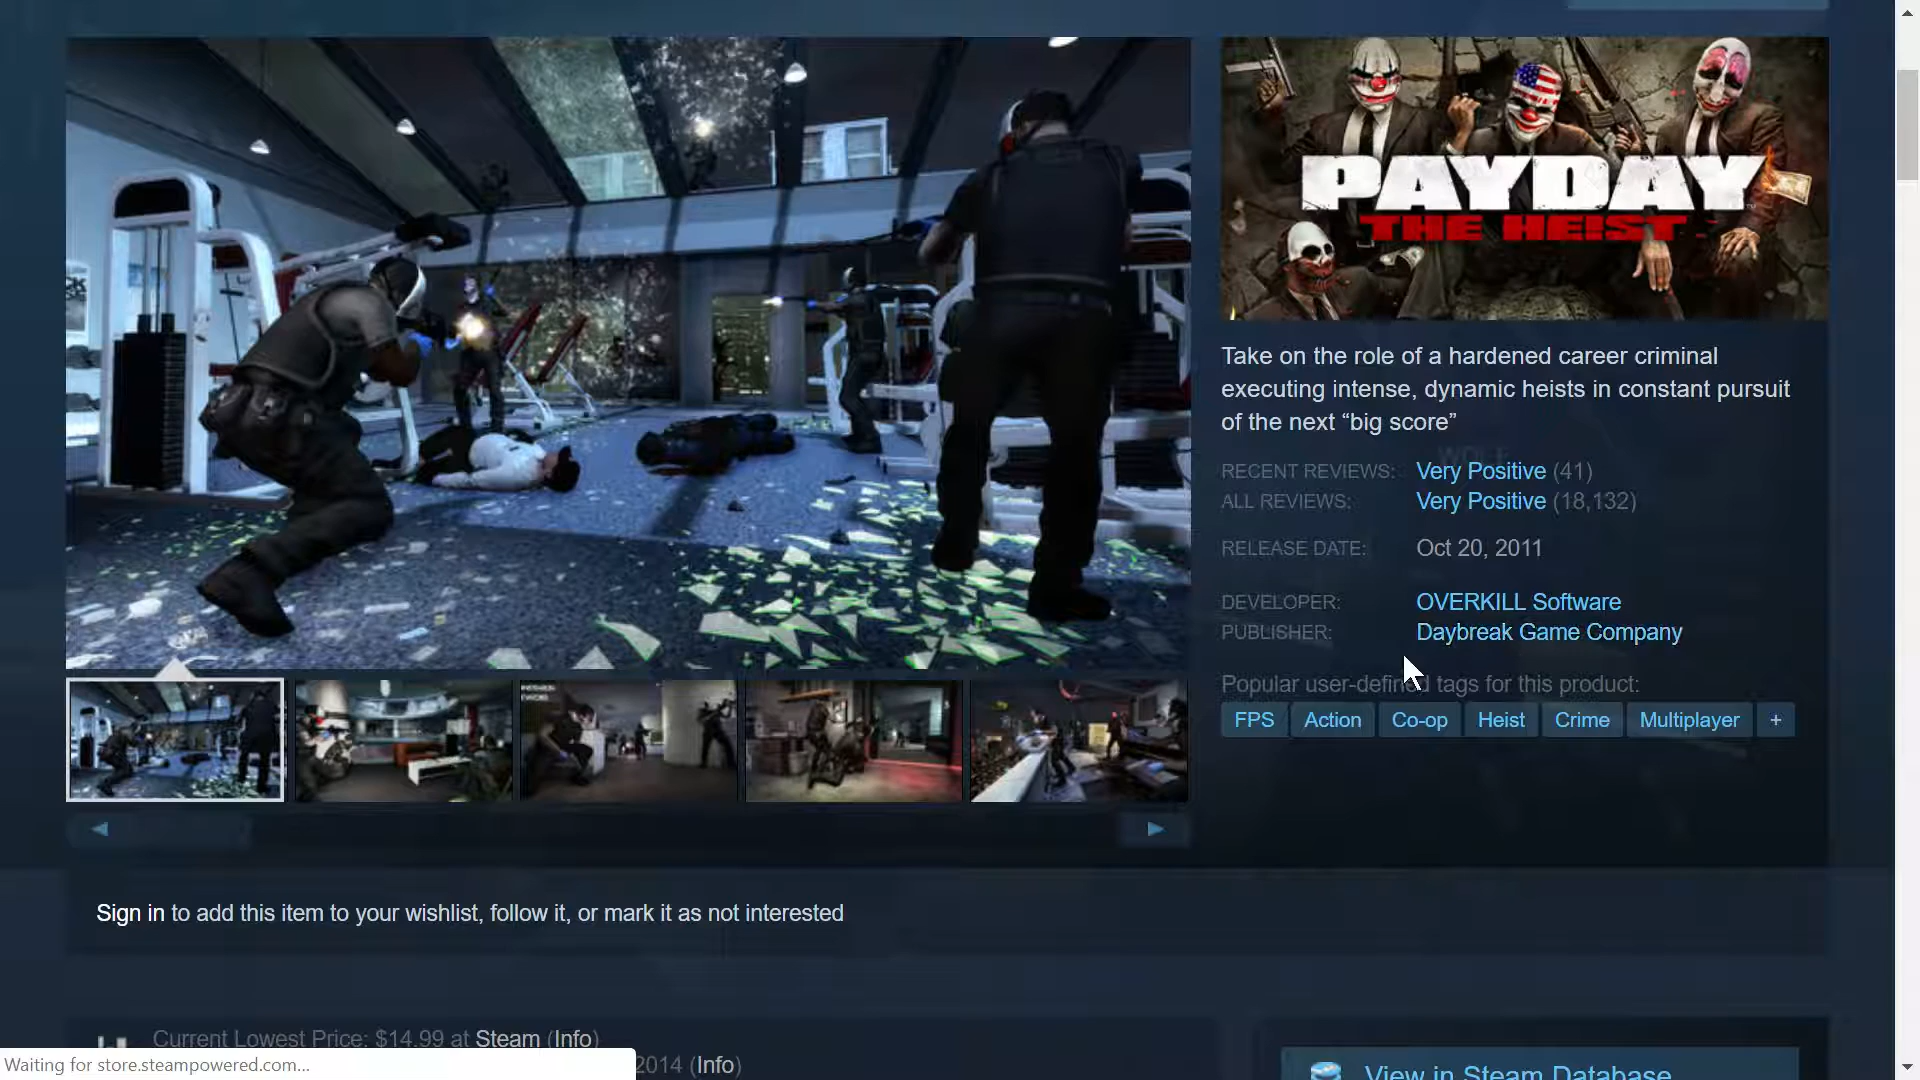 PAYDAY
THE HEIST
Take on the role of a hardened career criminal
executing intense, dynamic heists in constant pursuit
of the next “big score”
RECENT REVIEWS: Very Positive (41)
ALL REVIEWS: Very Positive (18,132)
RELEASE DATE: Oct 20, 2011
DEVELOPER: OVERKILL Software
PUBLISHER: Daybreak Game Company
Popular user-defined tags for this product:
FPS Action Co-op Heist Crime Multiplayer +
Sign in to add this item to your wishlist, follow it, or mark it as not interested
Current Lowest Price: $14.99 at Steam (Info)
2014 (Info)
View in Steam Database
Waiting for store.steampowered.com...